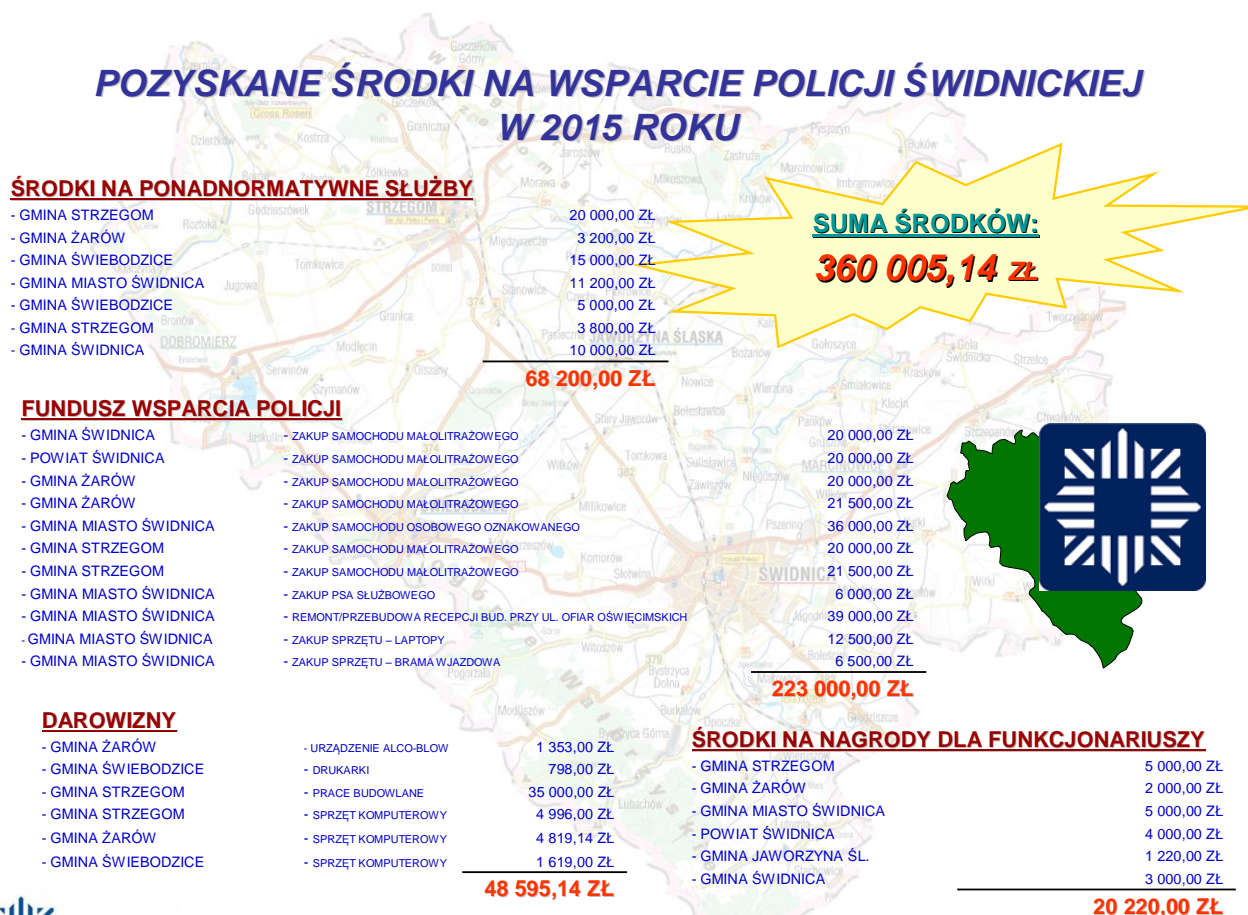 POZYSKANE ŚRODKI NA WSPARCIE POLICJI ŚWIDNICKIEJ
W 2015 ROKU
ŚRODKI NA PONADNORMATYWNE SŁUŻBY
- GMINA STRZEGOM 20 000,00 ZŁ
- GMINA ŻARÓW 3 200,00 ZŁ
- GMINA ŚWIEBODZICE 15 000,00 ZŁ
- GMINA MIASTO ŚWIDNICA 11 200,00 ZŁ
- GMINA ŚWIEBODZICE 5 000,00 ZŁ
- GMINA STRZEGOM 3 800,00 ZŁ
- GMINA ŚWIDNICA 10 000,00 ZŁ
68 200,00 ZŁ
SUMA ŚRODKÓW:
360 005,14 ZŁ
FUNDUSZ WSPARCIA POLICJI
- GMINA ŚWIDNICA - ZAKUP SAMOCHODU MAŁOLITRAŻOWEGO 20 000,00 ZŁ
- POWIAT ŚWIDNICA - ZAKUP SAMOCHODU MAŁOLITRAŻOWEGO 20 000,00 ZŁ
- GMINA ŻARÓW - ZAKUP SAMOCHODU MAŁOLITRAŻOWEGO 20 000,00 ZŁ
- GMINA ŻARÓW - ZAKUP SAMOCHODU MAŁOLITRAŻOWEGO 21 500,00 ZŁ
- GMINA MIASTO ŚWIDNICA - ZAKUP SAMOCHODU OSOBOWEGO OZNAKOWANEGO 36 000,00 ZŁ
- GMINA STRZEGOM - ZAKUP SAMOCHODU MAŁOLITRAŻOWEGO 20 000,00 ZŁ
- GMINA STRZEGOM - ZAKUP SAMOCHODU MAŁOLITRAŻOWEGO 21 500,00 ZŁ
- GMINA MIASTO ŚWIDNICA - ZAKUP PSA SŁUŻBOWEGO 6 000,00 ZŁ
- GMINA MIASTO ŚWIDNICA - REMONT/PRZEBUDOWA RECEPCJI BUD. PRZY UL. OFIAR OŚWIĘCIMSKICH 39 000,00 ZŁ
- GMINA MIASTO ŚWIDNICA - ZAKUP SPRZĘTU – LAPTOPY 12 500,00 ZŁ
- GMINA MIASTO ŚWIDNICA - ZAKUP SPRZĘTU – BRAMA WJAZDOWA 6 500,00 ZŁ
223 000,00 ZŁ
DAROWIZNY
- GMINA ŻARÓW - URZĄDZENIE ALCO-BLOW 1 353,00 ZŁ
- GMINA ŚWIEBODZICE - DRUKARKI 798,00 ZŁ
- GMINA STRZEGOM - PRACE BUDOWLANE 35 000,00 ZŁ
- GMINA STRZEGOM - SPRZĘT KOMPUTEROWY 4 996,00 ZŁ
- GMINA ŻARÓW - SPRZĘT KOMPUTEROWY 4 819,14 ZŁ
- GMINA ŚWIEBODZICE - SPRZĘT KOMPUTEROWY 1 619,00 ZŁ
48 595,14 ZŁ
ŚRODKI NA NAGRODY DLA FUNKCJONARIUSZY
- GMINA STRZEGOM 5 000,00 ZŁ
- GMINA ŻARÓW 2 000,00 ZŁ
- GMINA MIASTO ŚWIDNICA 5 000,00 ZŁ
- POWIAT ŚWIDNICA 4 000,00 ZŁ
- GMINA JAWORZYNA ŚL. 1 220,00 ZŁ
- GMINA ŚWIDNICA 3 000,00 ZŁ
20 220,00 ZŁ